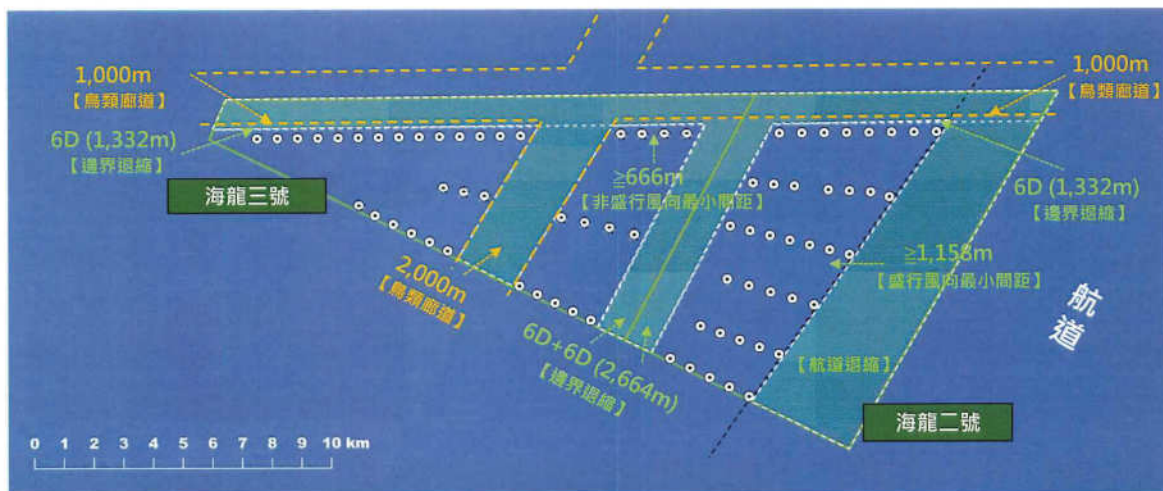 1,000m
【鳥類廊道】
1,000m
【鳥類廊道】
6D (1,332m)
【邊界退縮】
海龍三號
≧666m
【非盛行風向最小間距】
6D (1,332m)
【邊界退縮】
≧1,158m
【盛行風向最小間距】
2,000m
【鳥類廊道】
航道
6D+6D (2,664m)
【邊界退縮】
【航道退縮】
海龍二號
0 1 2 3 4 5 6 7 8 9 10 km